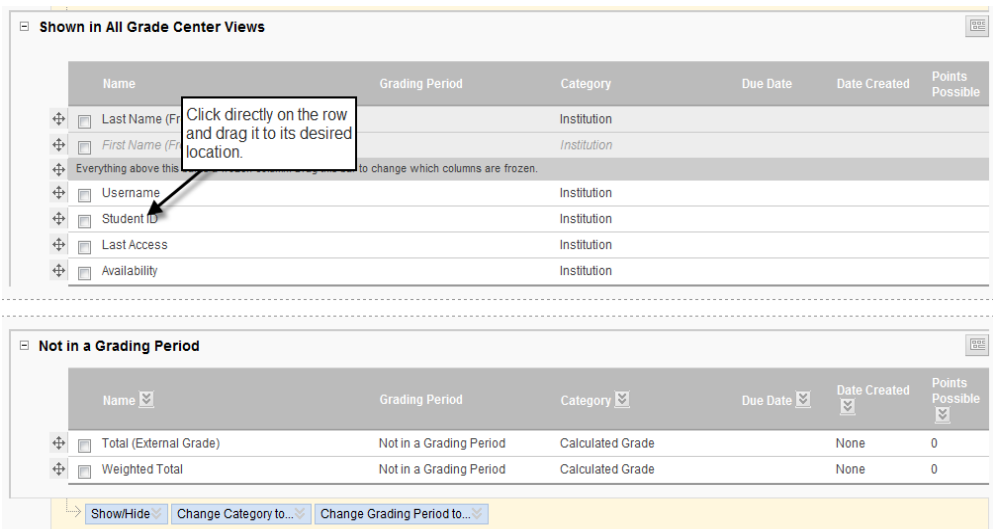 Shown in All Grade Center Views
Name Grading Period Category Due Date Date Created Points Possible
Last Name (Fr Institution
First Name (Fr Institution
Click directly on the row
and drag it to its desired
location.
Everything above this to change which columns are frozen.
Username Institution
Student ID Institution
Last Access Institution
Availability Institution
Not in a Grading Period
Name Grading Period Category Due Date Date Created Points Possible
Total (External Grade) Not in a Grading Period Calculated Grade None 0
Weighted Total Not in a Grading Period Calculated Grade None 0
Show/Hide Change Category to... Change Grading Period to...